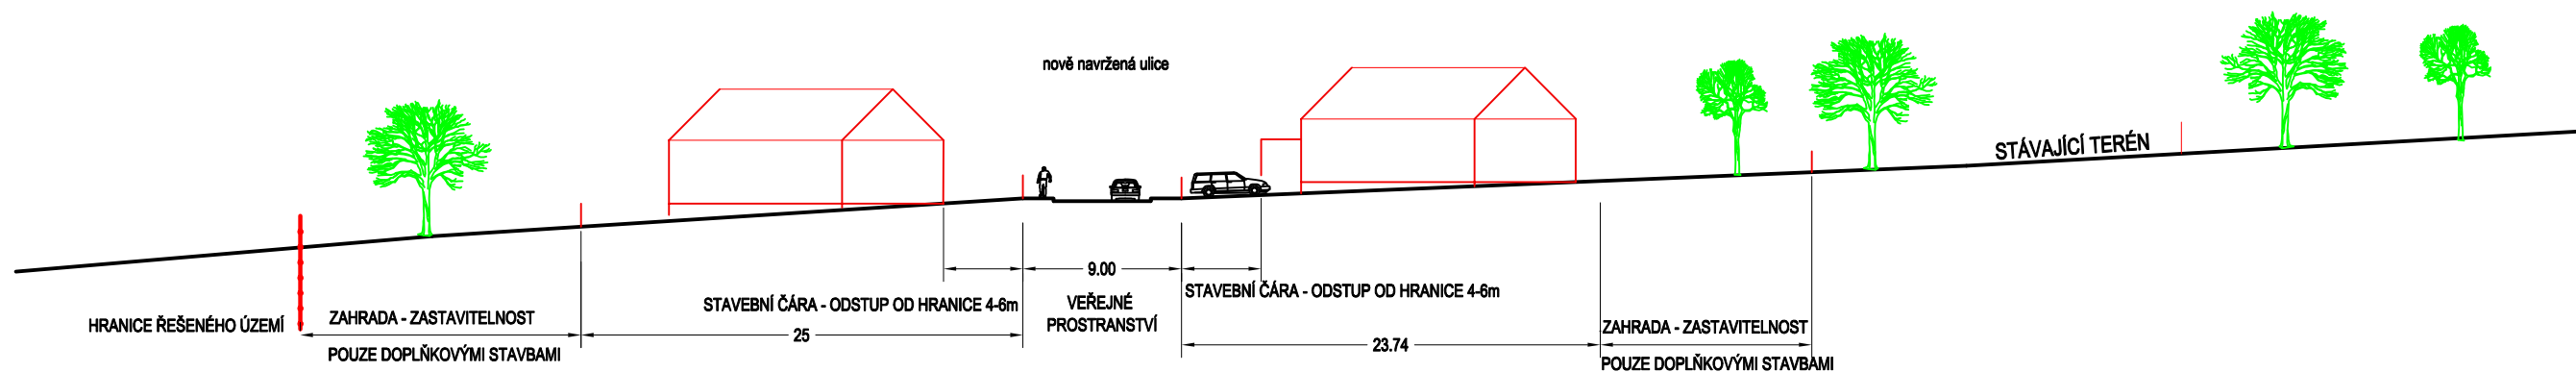 nově navržená ulice
STÁVAJÍCÍ TERÉN
9.00
STAVEBNÍ ČÁRA - ODSTUP OD HRANICE 4-6m
VEŘEJNÉ
PROSTRANSTVÍ
STAVEBNÍ ČÁRA - ODSTUP OD HRANICE 4-6m
HRANICE ŘEŠENÉHO ÚZEMÍ
ZAHRADA - ZASTAVITELNOST
POUZE DOPLŇKOVÝMI STAVBAMI
25
23.74
ZAHRADA - ZASTAVITELNOST
POUZE DOPLŇKOVÝMI STAVBAMI